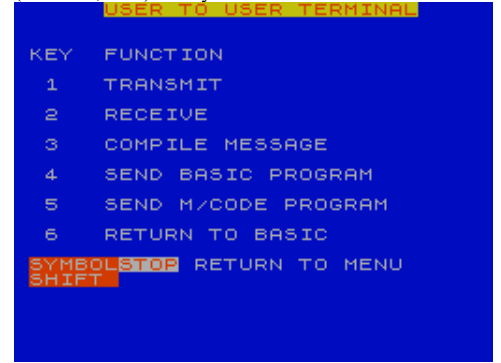 USER TO USER TERMINAL
KEY FUNCTION
1 TRANSMIT
2 RECEIVE
3 COMPILE MESSAGE
4 SEND BASIC PROGRAM
5 SEND M/CODE PROGRAM
6 RETURN TO BASIC
SYMBOL STOP RETURN TO MENU
SHIFT